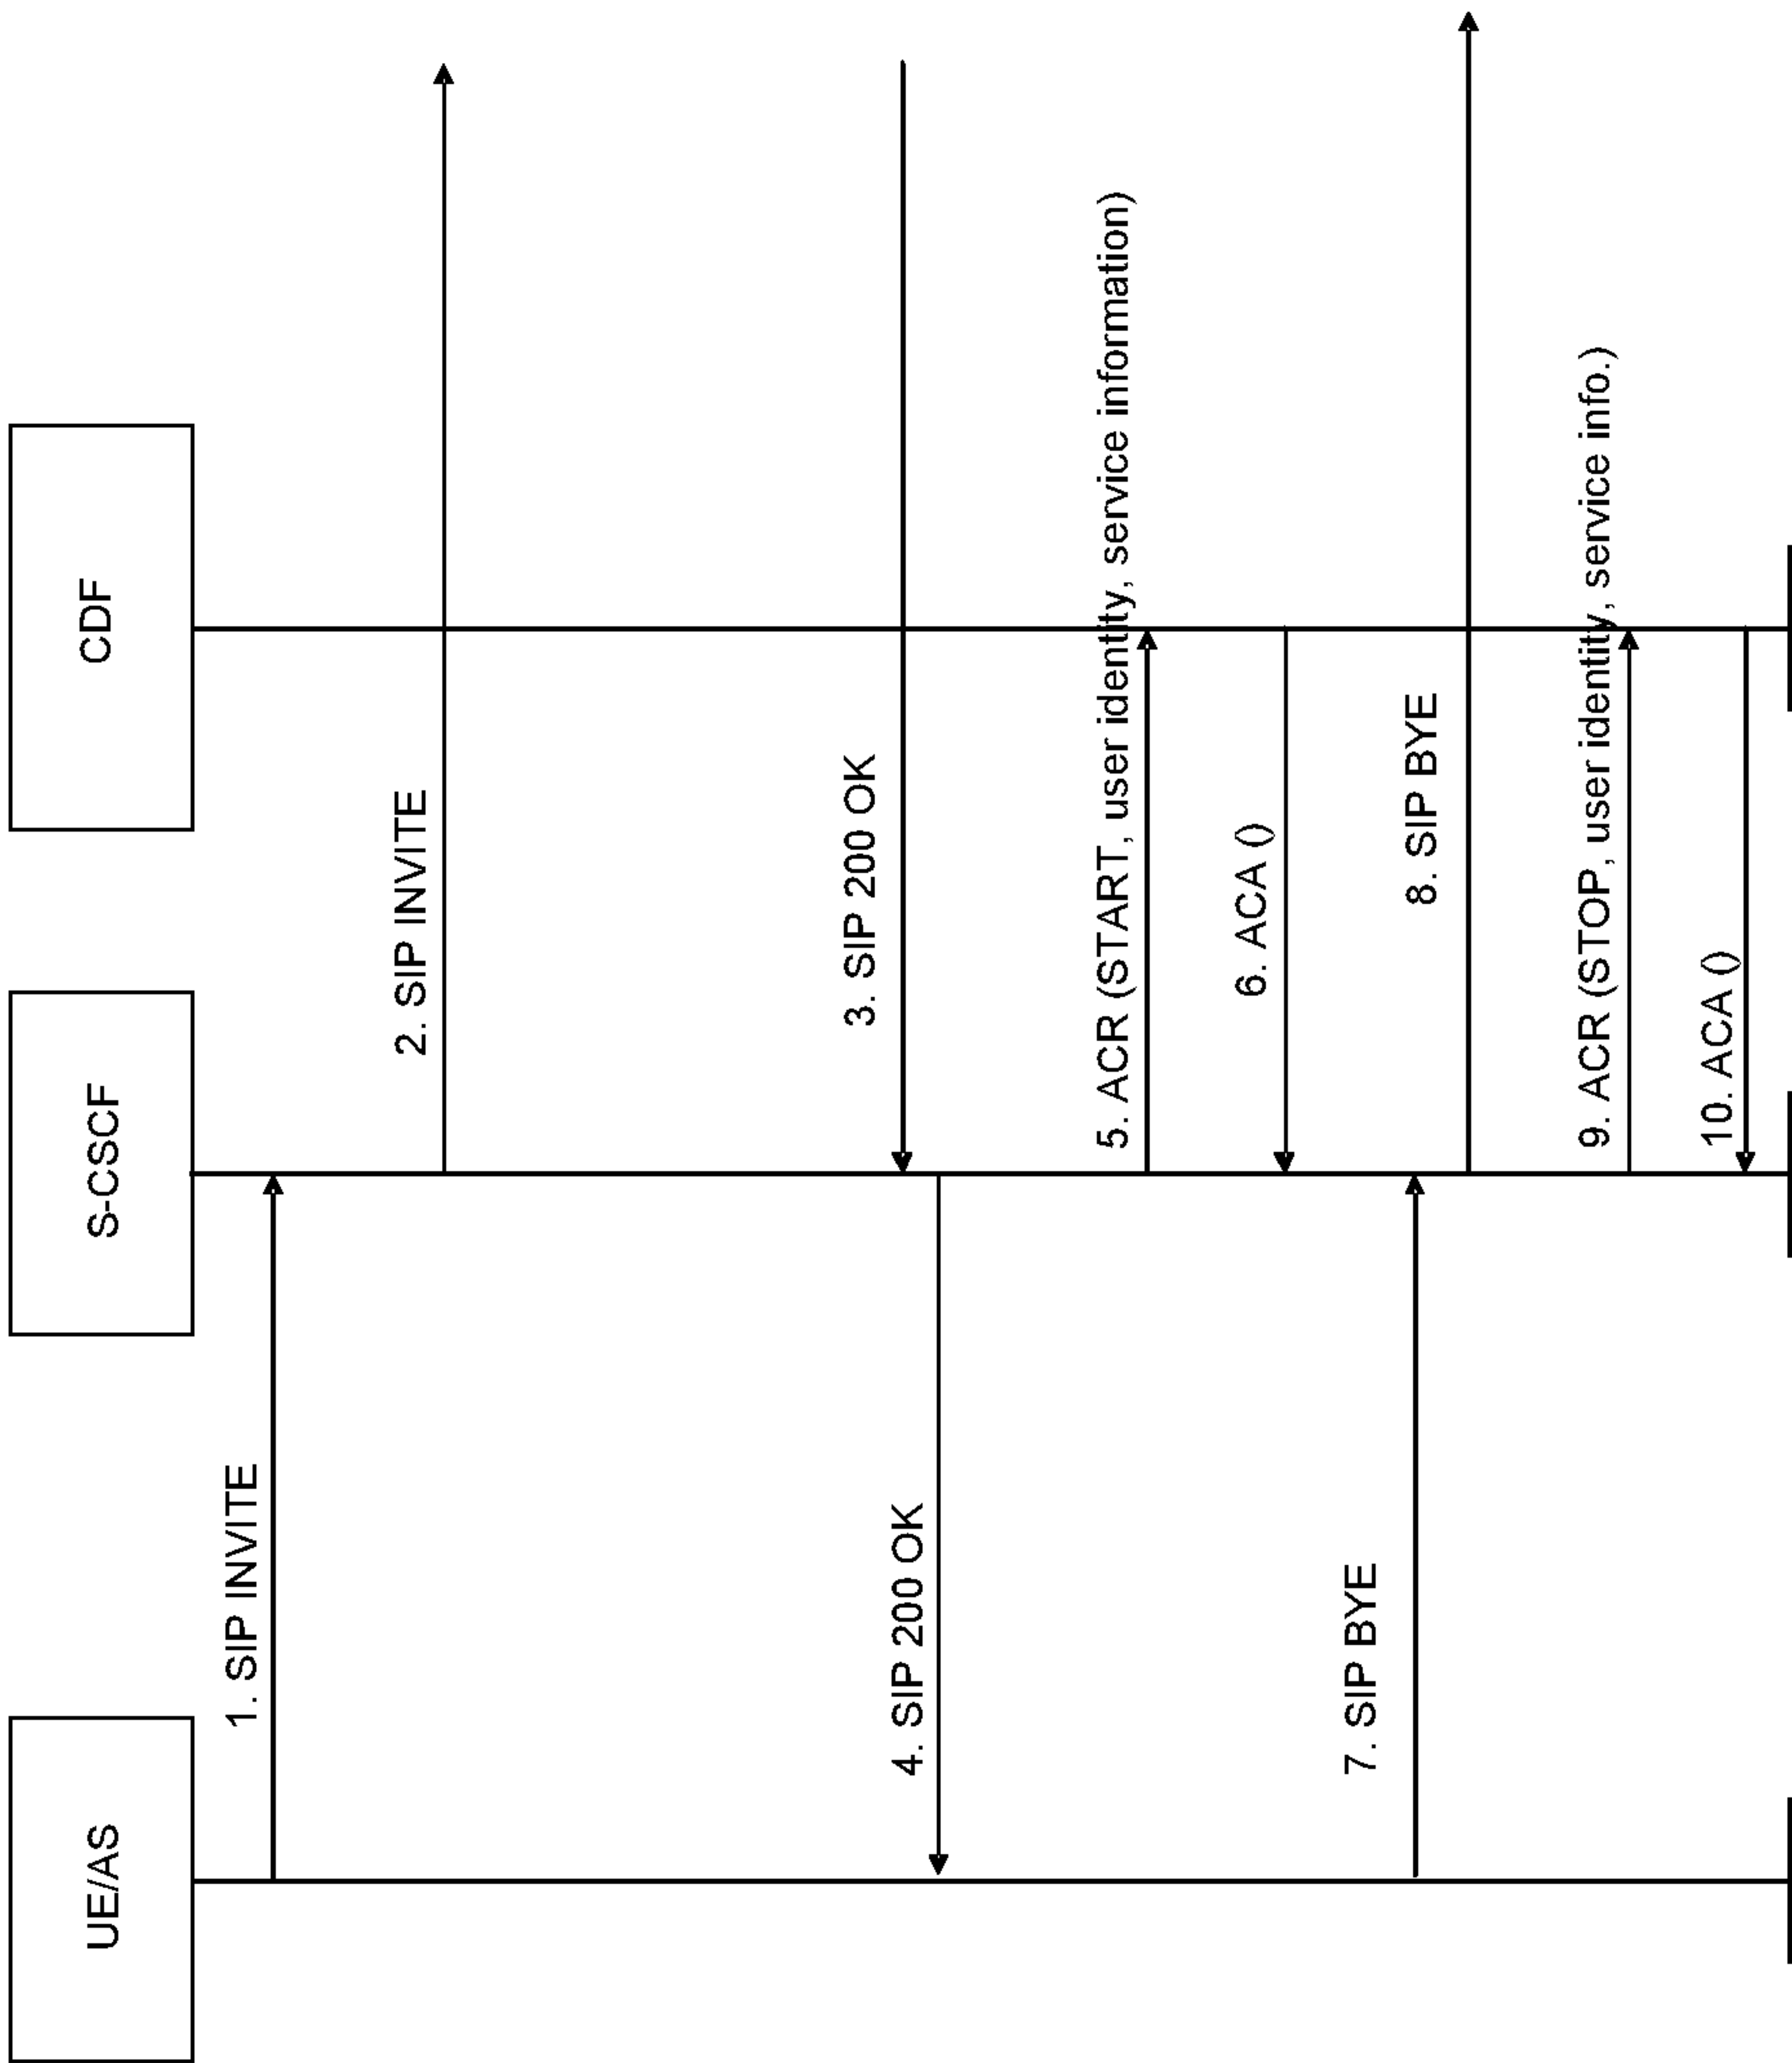 UE/AS
S-CSCF
CDF
1. SIP INVITE
2. SIP INVITE
3. SIP 200 OK
4. SIP 200 OK
5. ACR (START, user identity, service information)
6. ACA ()
7. SIP BYE
8. SIP BYE
9. ACR (STOP, user identity, service info.)
10. ACA ()